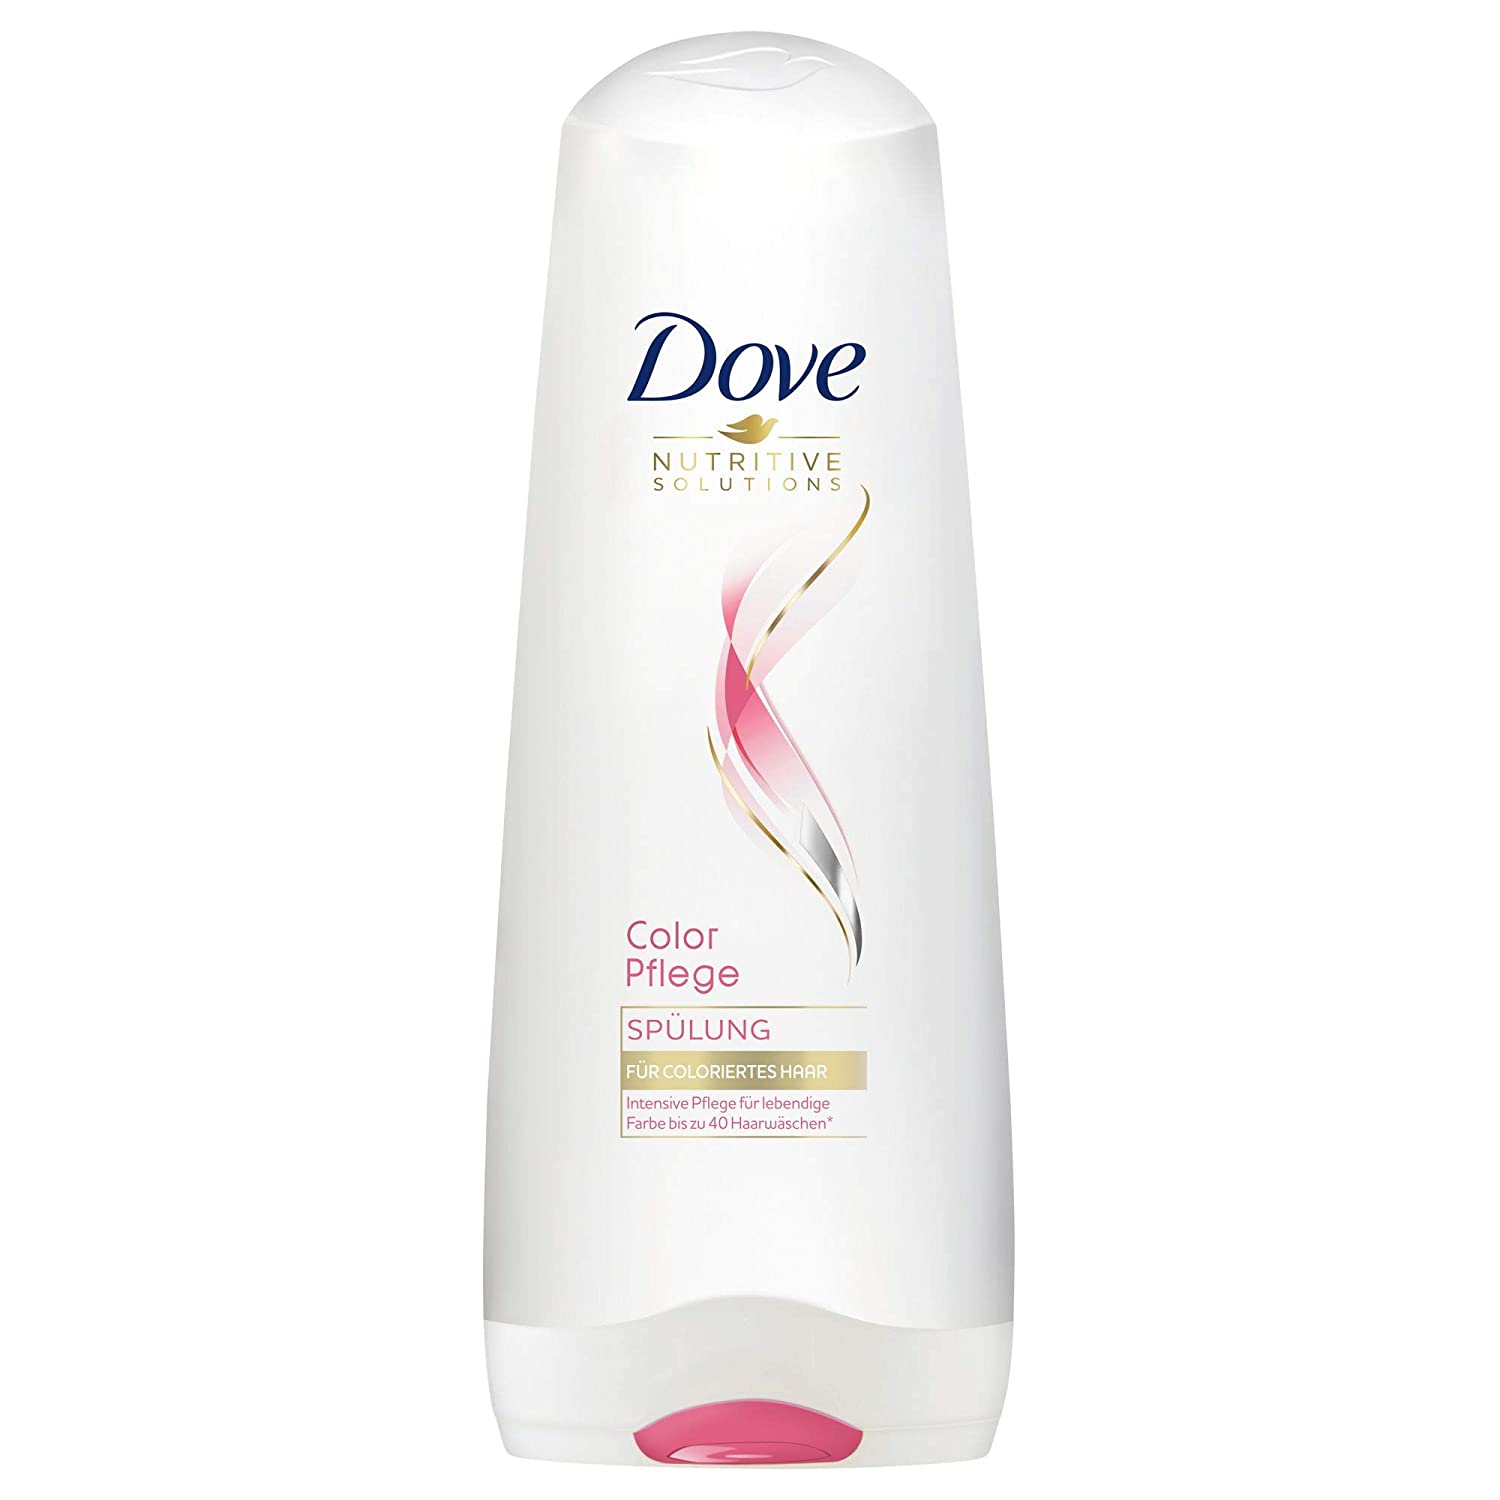 Dove
NUTRITIVE
SOLUTIONS
Color
Pflege
SPÜLUNG
FÜR COLORIERTES HAAR
Intensive Pflege für lebendige
Farbe bis zu 40 Haarwäschen*